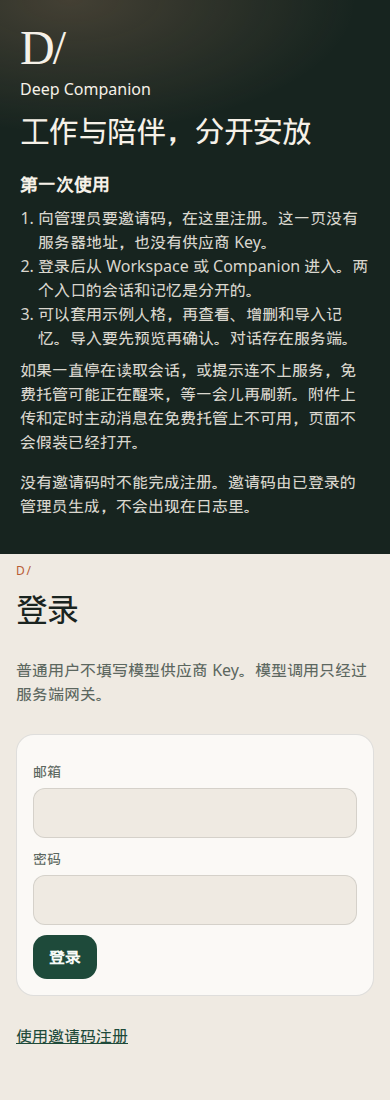 D/
Deep Companion
工作与陪伴，分开安放
第一次使用
1. 向管理员要邀请码，在这里注册。这一页没有
服务器地址，也没有供应商 Key。
2. 登录后从 Workspace 或 Companion 进入。两
个入口的会话和记忆是分开的。
3. 可以套用示例人格，再查看、增删和导入记
忆。导入要先预览再确认。对话存在服务端。
如果一直停在读取会话，或提示连不上服务，免
费托管可能正在醒来，等一会儿再刷新。附件上
传和定时主动消息在免费托管上不可用，页面不
会假装已经打开。
没有邀请码时不能完成注册。邀请码由已登录的
管理员生成，不会出现在日志里。
D/
登录
普通用户不填写模型供应商 Key。模型调用只经过
服务端网关。
邮箱
密码
登录
使用邀请码注册